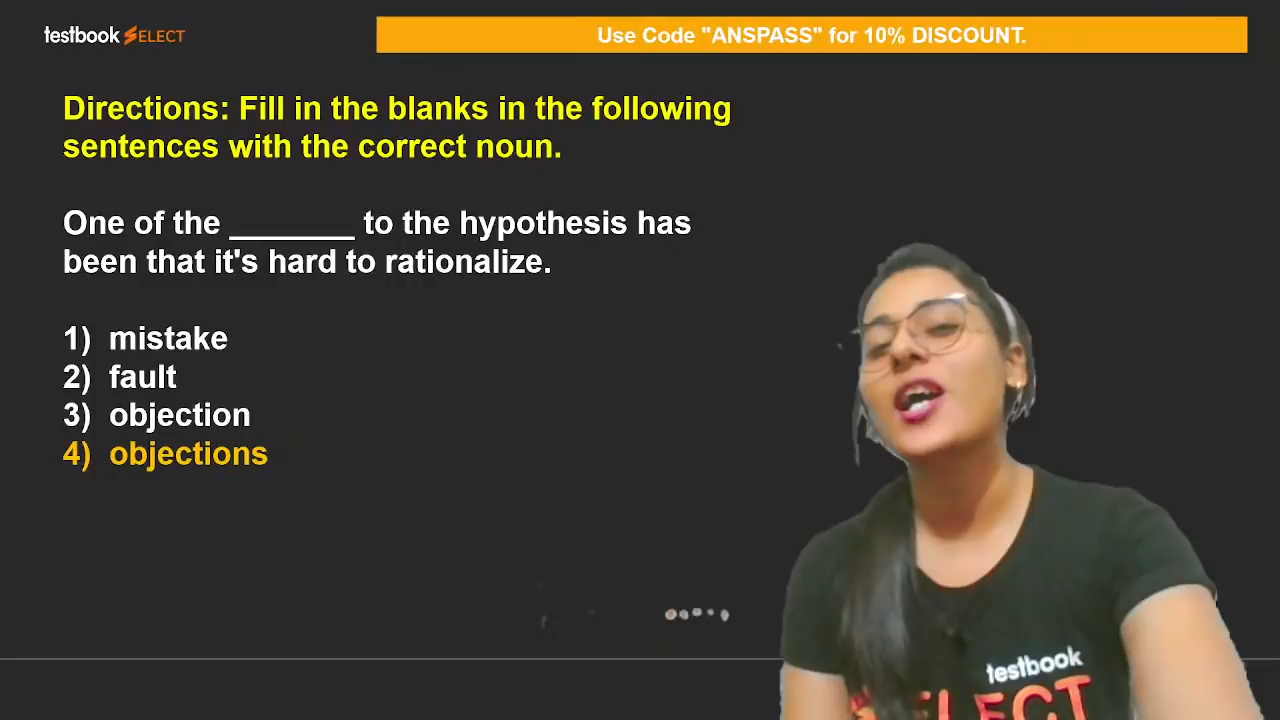 testbook SELECT
Use Code "ANSPASS" for 10% DISCOUNT.
Directions: Fill in the blanks in the following
sentences with the correct noun.
One of the _______ to the hypothesis has
been that it's hard to rationalize.
1) mistake
2) fault
3) objection
4) objections
testbook
SELECT